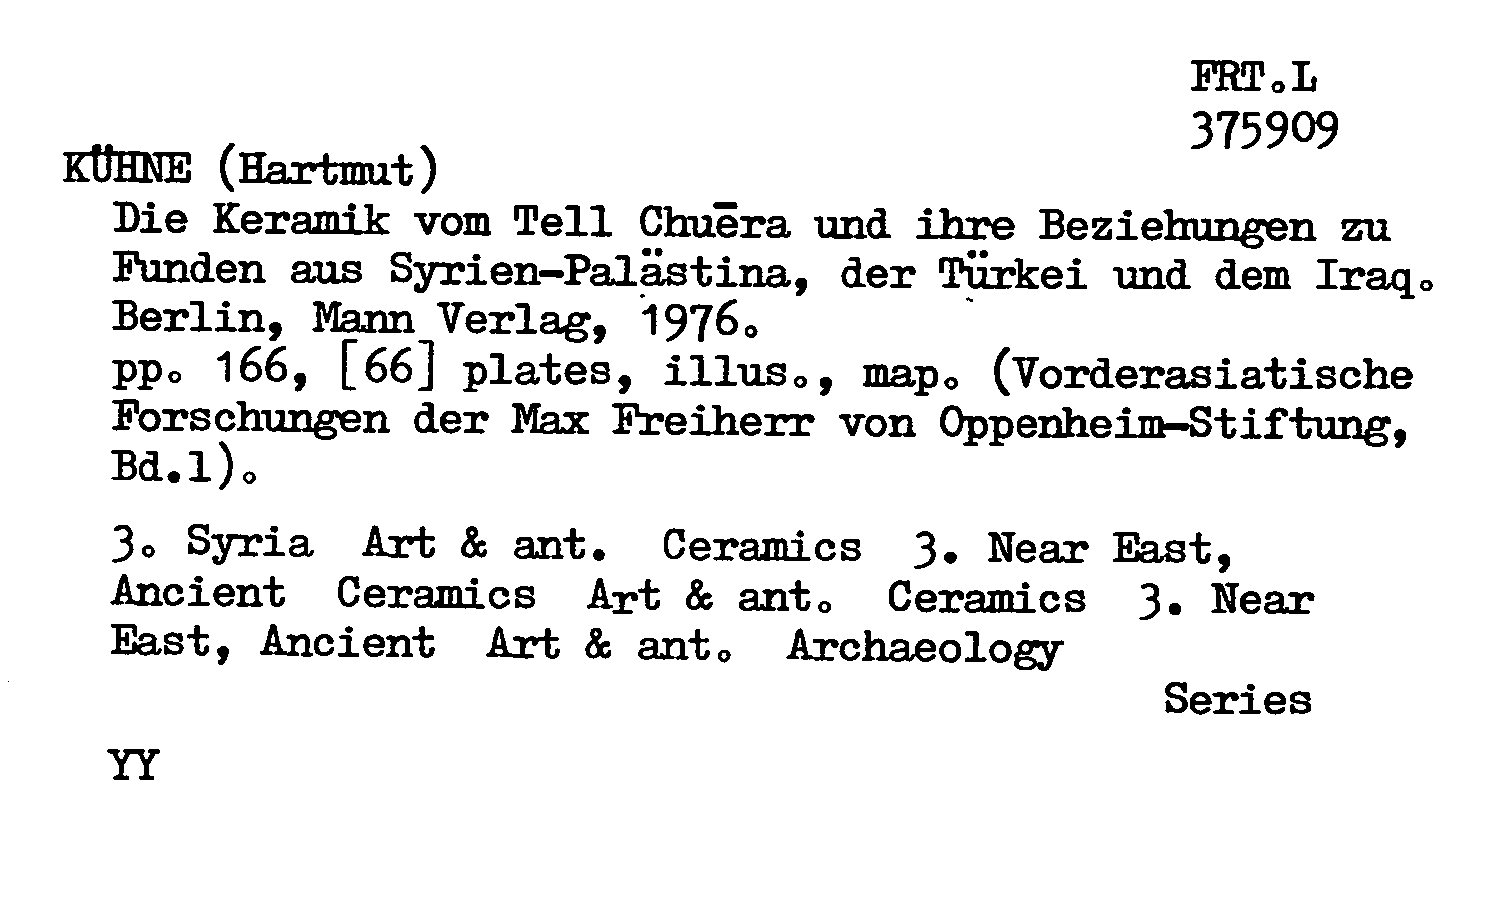 FRT.L
375909
KÜHNE (Hartmut)
Die Keramik vom Tell Chuēra und ihre Beziehungen zu
Funden aus Syrien-Palästina, der Türkei und dem Iraq.
Berlin, Mann Verlag, 1976.
pp. 166, [66] plates, illus., map. (Vorderasiatische
Forschungen der Max Freiherr von Oppenheim-Stiftung,
Bd.1).
3. Syria  Art & ant.  Ceramics  3. Near East,
Ancient  Ceramics  Art & ant.  Ceramics  3. Near
East, Ancient  Art & ant.  Archaeology
Series
YY